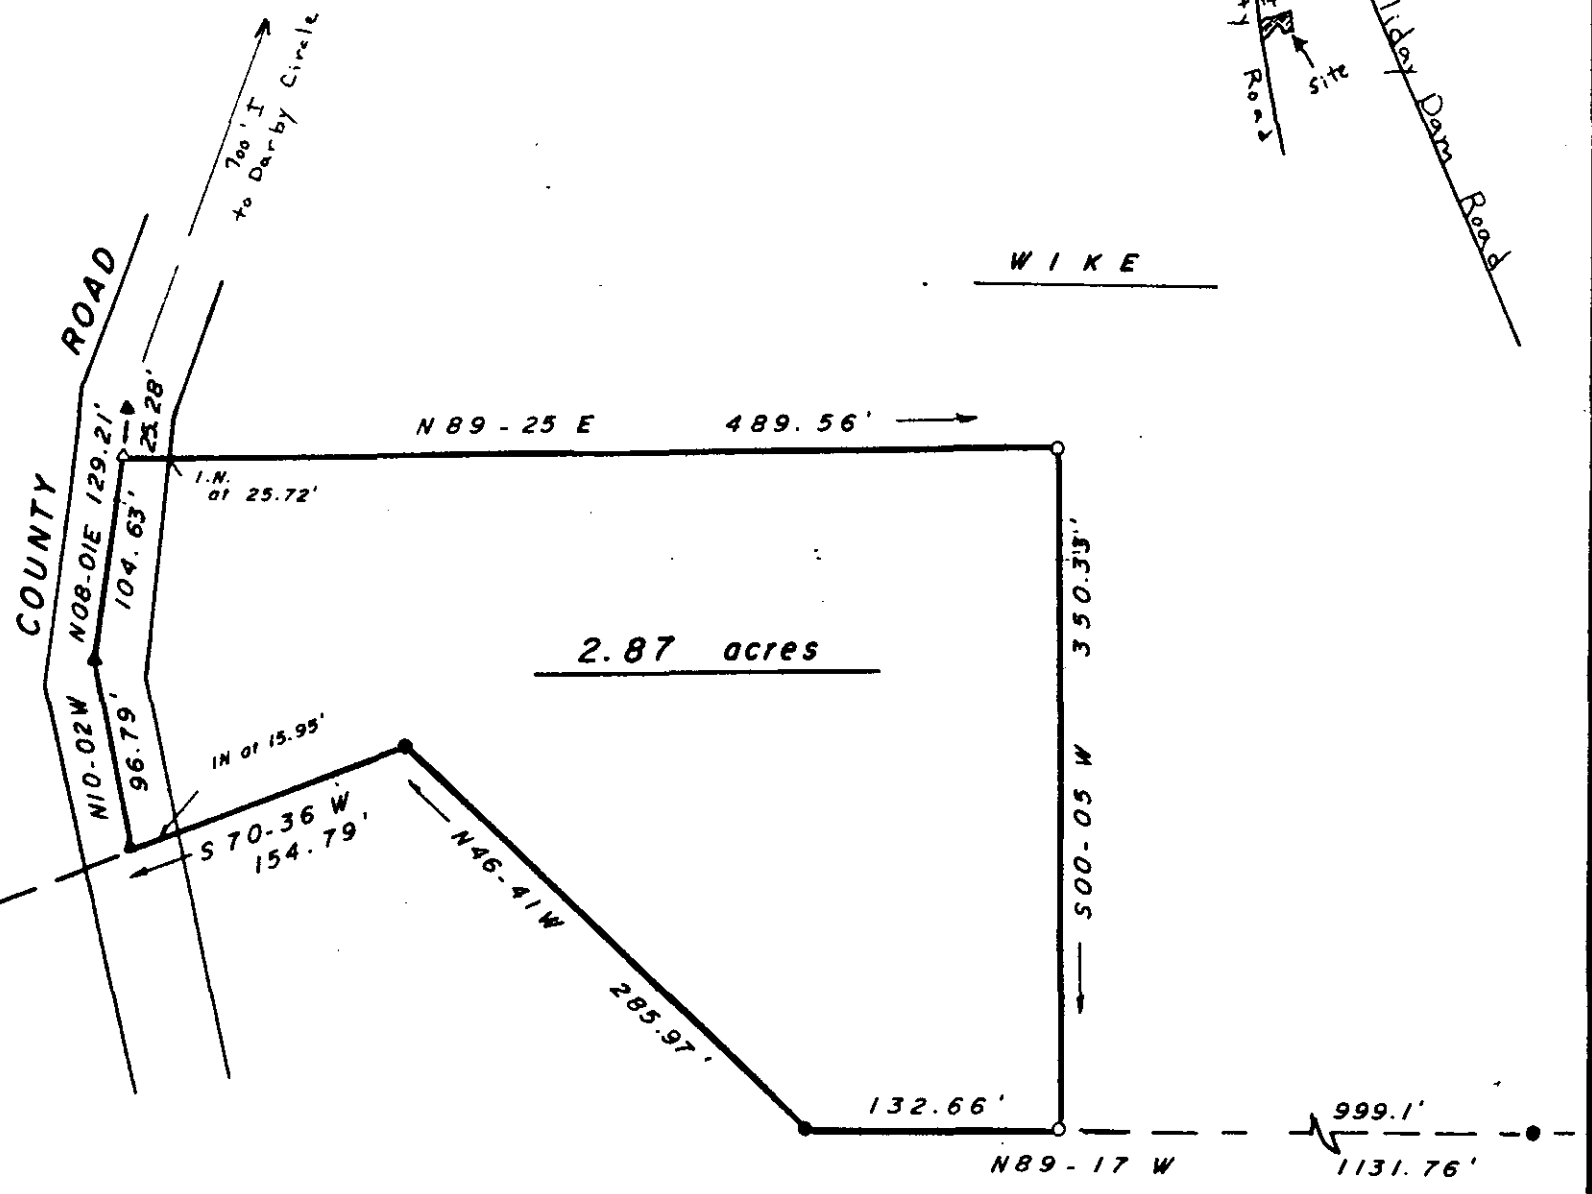 700' ±
to Darby Circle
ty
Road
site
liday Dam Road
WIKE
COUNTY ROAD
N 89-25 E 489.56'
25.28'
I.N.
at 25.72'
N08-01E 129.21'
104.63'
350.33'
S00-05 W
2.87 acres
N10-02W
96.79'
IN at 15.95'
S 70-36 W
154.79'
N46-41W
285.97'
132.66'
N89-17 W
999.1'
1131.76'